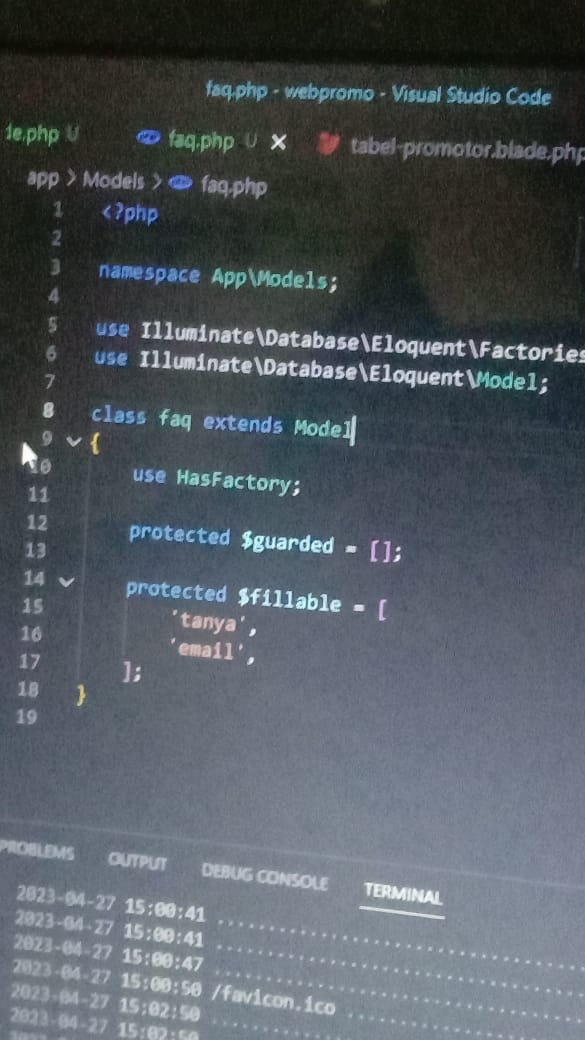 faq.php - webpromo - Visual Studio Code
de.php U faq.php U × tabel-promotor.blade.php
app > Models > faq.php
1 <?php
2
3 namespace App\Models;
4
5 use Illuminate\Database\Eloquent\Factories
6 use Illuminate\Database\Eloquent\Model;
7
8 class faq extends Model
9 {
10 use HasFactory;
11
12 protected $guarded = [];
13
14 protected $fillable = [
15 'tanya',
16 'email',
17 ];
18 }
19
PROBLEMS OUTPUT DEBUG CONSOLE TERMINAL
2023-04-27 15:00:41 ........................
2023-04-27 15:00:41 ........................
2023-04-27 15:00:47 ........................
2023-04-27 15:00:50 /favicon.ico ............
2023-04-27 15:02:50 ........................
2023-04-27 15:02:50